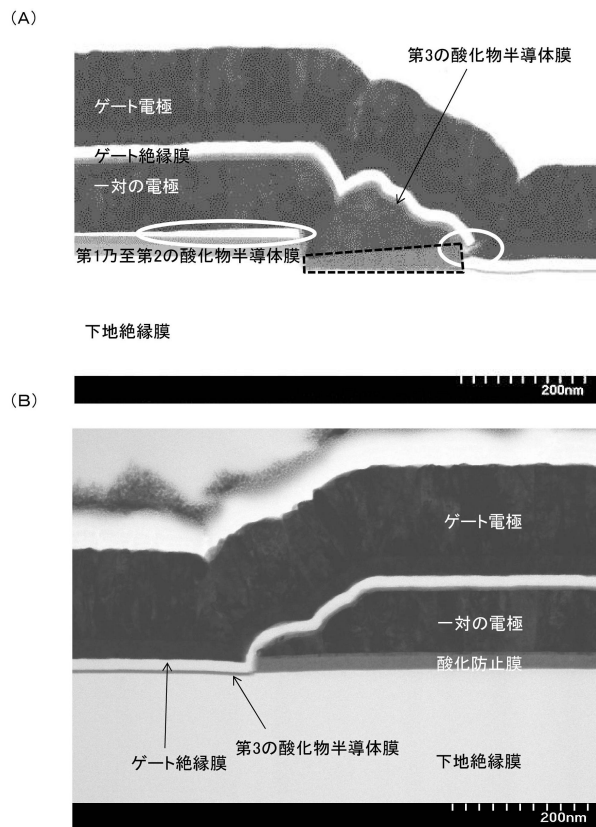 (A)
第3の酸化物半導体膜
ゲート電極
ゲート絶縁膜
一対の電極
第1乃至第2の酸化物半導体膜
下地絶縁膜
200nm
(B)
ゲート電極
一対の電極
酸化防止膜
第3の酸化物半導体膜
ゲート絶縁膜
下地絶縁膜
200nm